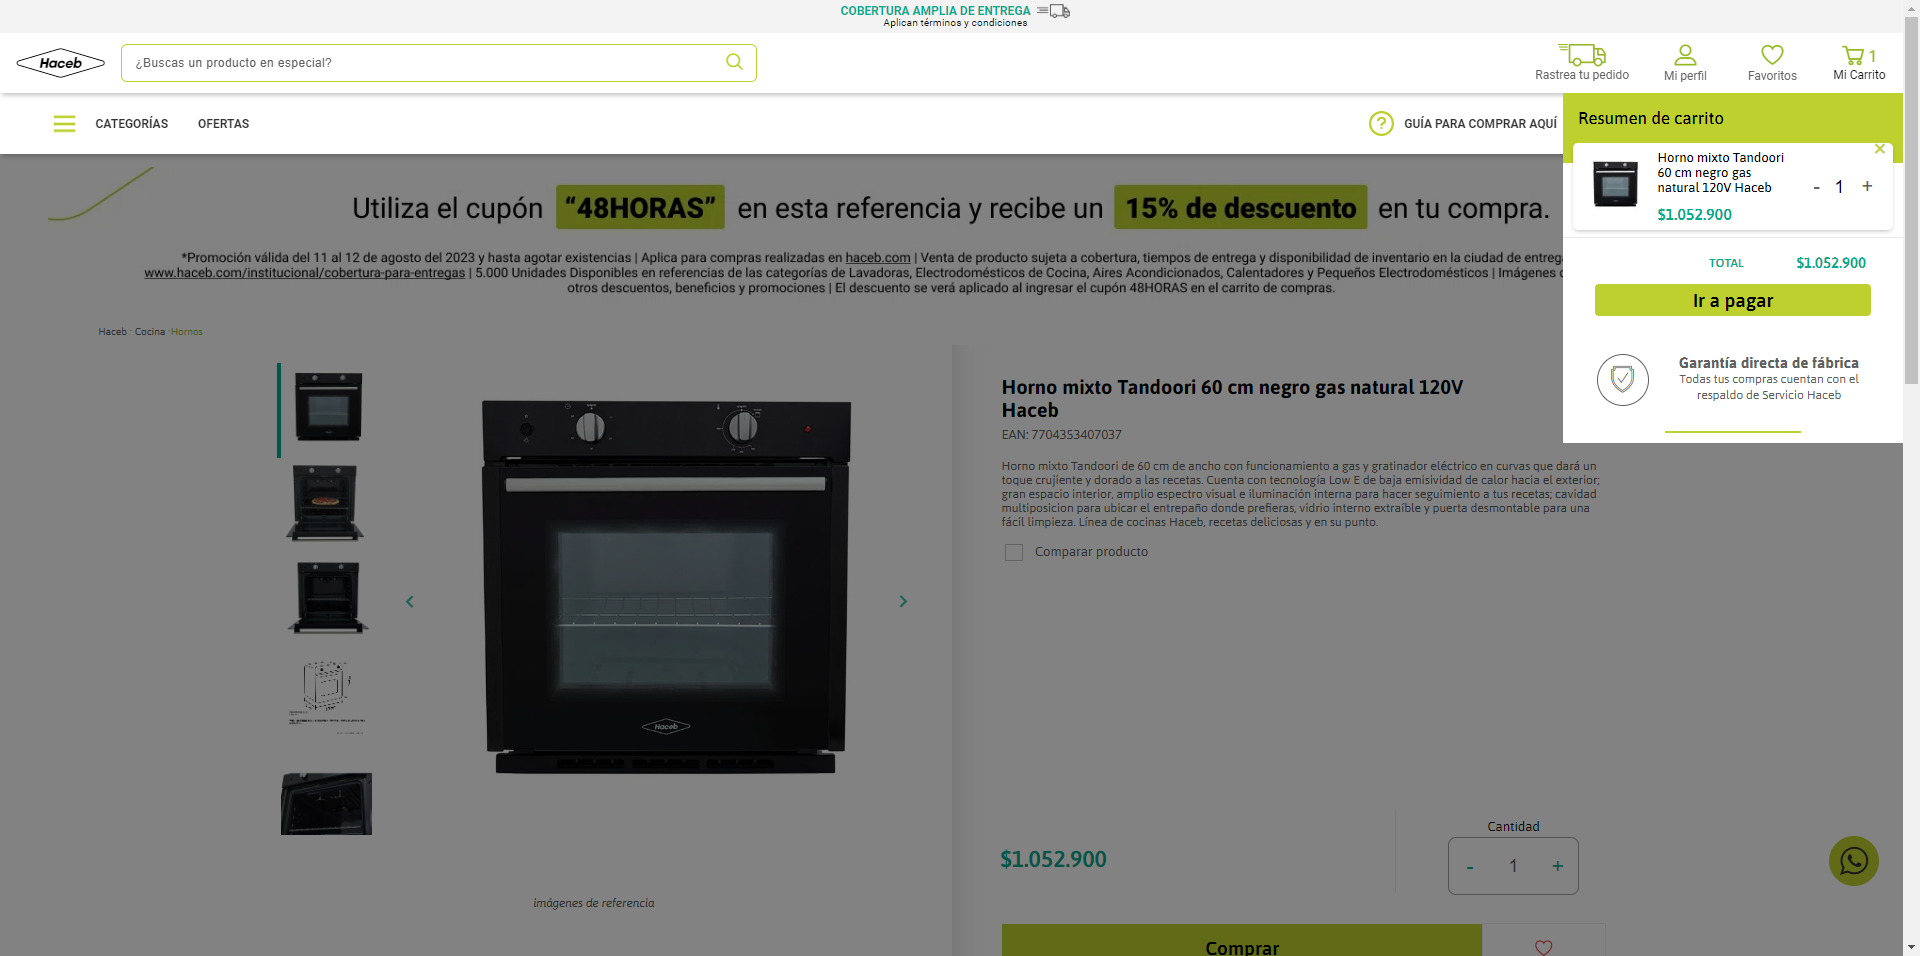 COBERTURA AMPLIA DE ENTREGA
Aplican términos y condiciones
Haceb
¿Buscas un producto en especial?
Rastrea tu pedido
Mi perfil
Favoritos
1
Mi Carrito
CATEGORÍAS
OFERTAS
GUÍA PARA COMPRAR AQUÍ
Resumen de carrito
Horno mixto Tandoori
60 cm negro gas
natural 120V Haceb
- 1 +
$1.052.900
TOTAL $1.052.900
Ir a pagar
Garantía directa de fábrica
Todas tus compras cuentan con el
respaldo de Servicio Haceb
Utiliza el cupón “48HORAS” en esta referencia y recibe un 15% de descuento en tu compra.
*Promoción válida del 11 al 12 de agosto del 2023 y hasta agotar existencias | Aplica para compras realizadas en haceb.com | Venta de producto sujeta a cobertura, tiempos de entrega y disponibilidad de inventario en la ciudad de entrega
www.haceb.com/institucional/cobertura-para-entregas | 5.000 Unidades Disponibles en referencias de las categorías de Lavadoras, Electrodomésticos de Cocina, Aires Acondicionados, Calentadores y Pequeños Electrodomésticos | Imágenes
otros descuentos, beneficios y promociones | El descuento se verá aplicado al ingresar el cupón 48HORAS en el carrito de compras.
Haceb · Cocina · Hornos
Haceb
imágenes de referencia
Horno mixto Tandoori 60 cm negro gas natural 120V
Haceb
EAN: 7704353407037
Horno mixto Tandoori de 60 cm de ancho con funcionamiento a gas y gratinador eléctrico en curvas que dará un
toque crujiente y dorado a las recetas. Cuenta con tecnología Low E de baja emisividad de calor hacia el exterior;
gran espacio interior, amplio espectro visual e iluminación interna para hacer seguimiento a tus recetas; cavidad
multiposicion para ubicar el entrepaño donde prefieras, vidrio interno extraíble y puerta desmontable para una
fácil limpieza. Línea de cocinas Haceb, recetas deliciosas y en su punto.
Comparar producto
$1.052.900
Cantidad
- 1 +
Comprar